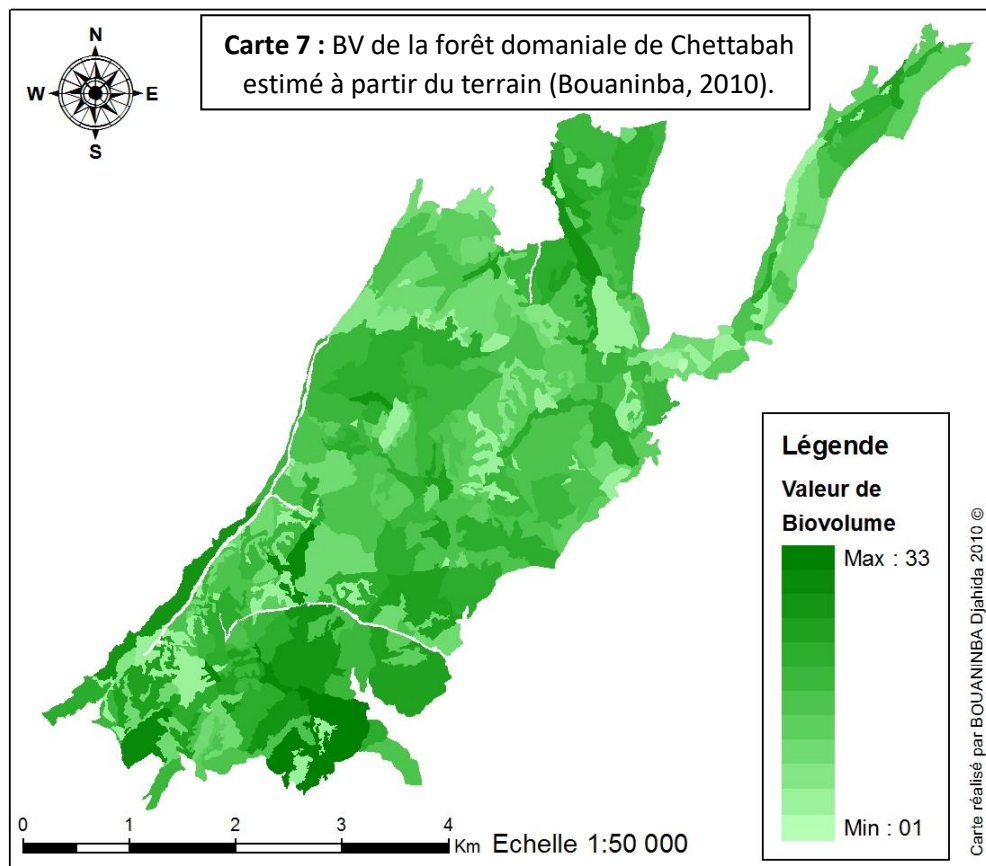 Carte 7 : BV de la forêt domaniale de Chettabah
estimé à partir du terrain (Bouaninba, 2010).
N
W E
S
Légende
Valeur de
Biovolume
Max : 33
Min : 01
0 1 2 3 4
Km Echelle 1:50 000
Carte réalisé par BOUANINBA Djahida 2010 ©